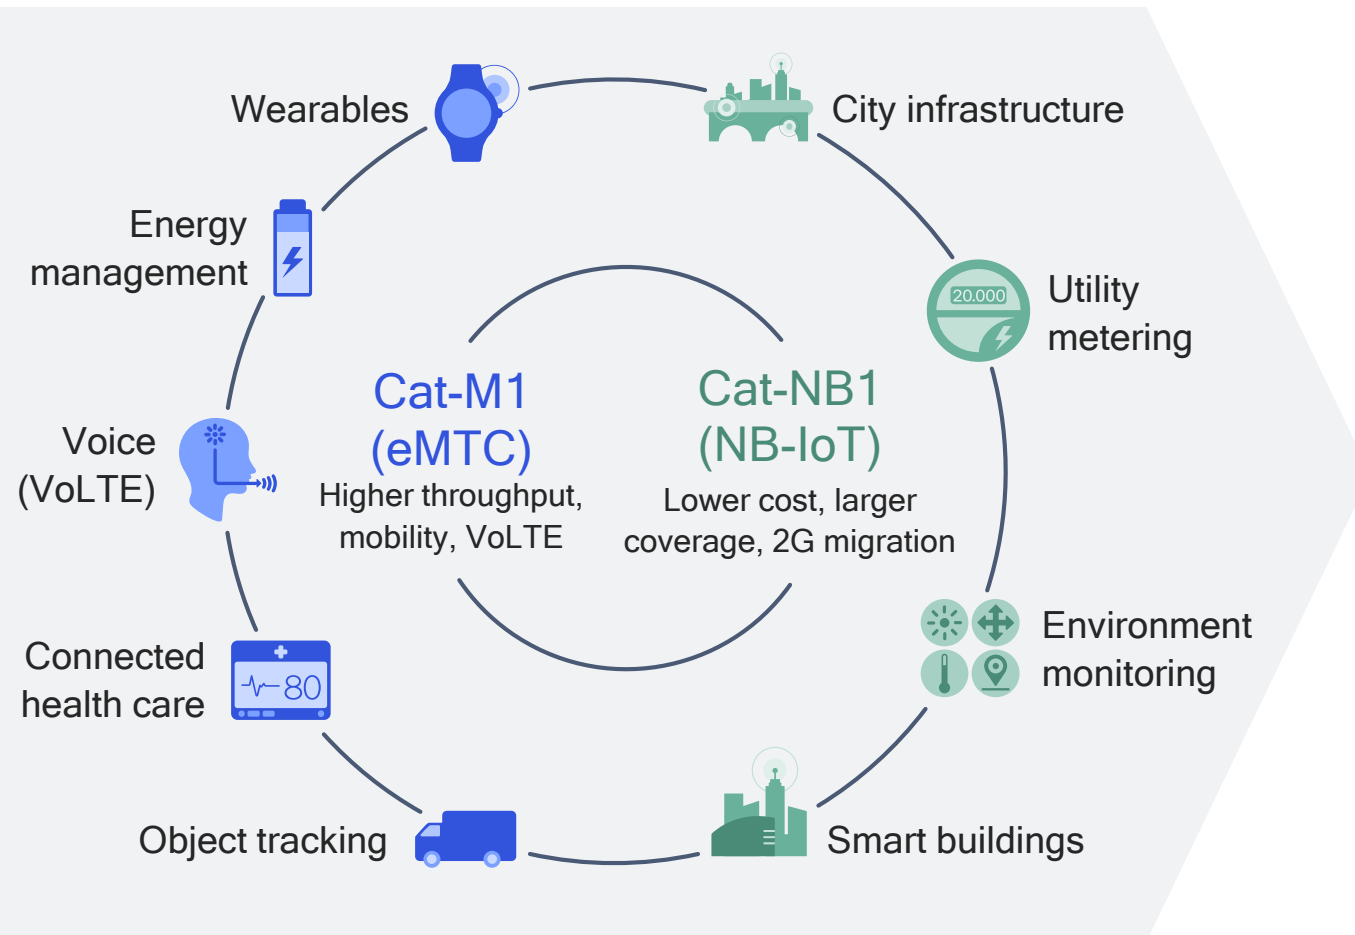 Wearables
City infrastructure
Energy
management
20.000
Utility
metering
Cat-M1
(eMTC)
Higher throughput,
mobility, VoLTE
Cat-NB1
(NB-IoT)
Lower cost, larger
coverage, 2G migration
Voice
(VoLTE)
Connected
health care
80
Environment
monitoring
Object tracking
Smart buildings